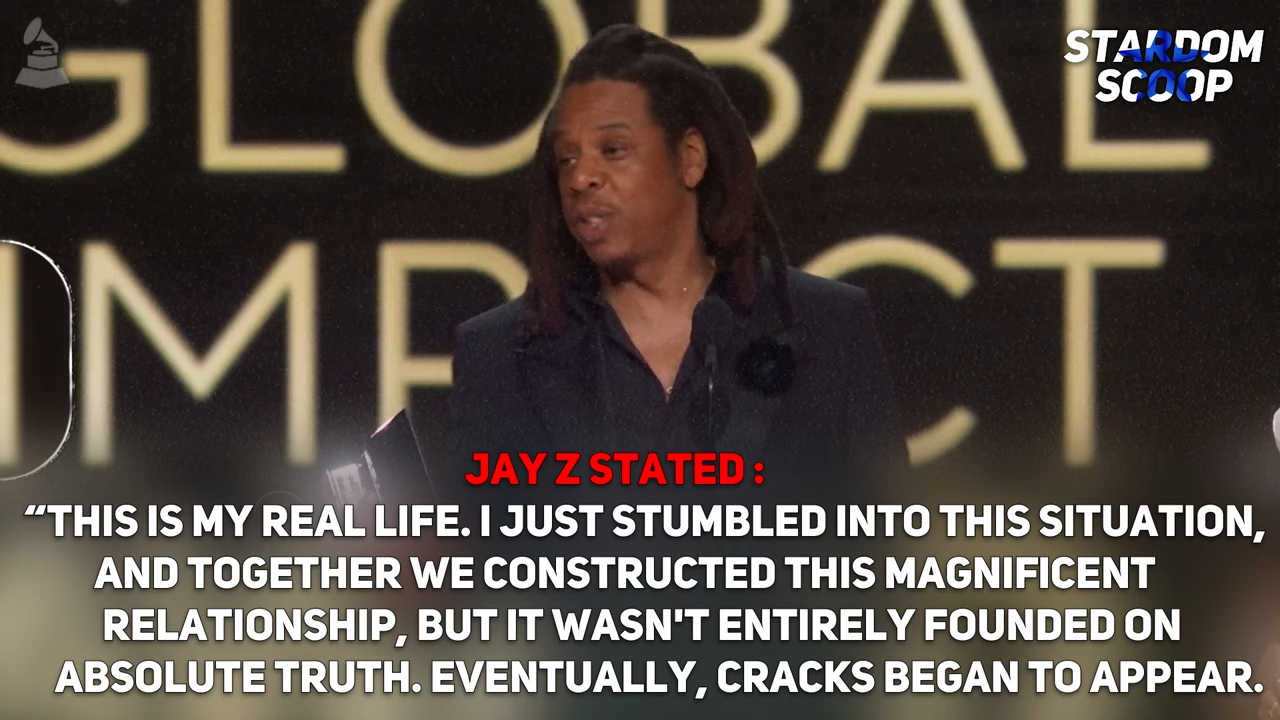 GLOBAL
IMPACT
STARDOM
SCOOP
JAY Z STATED :
“THIS IS MY REAL LIFE. I JUST STUMBLED INTO THIS SITUATION,
AND TOGETHER WE CONSTRUCTED THIS MAGNIFICENT
RELATIONSHIP, BUT IT WASN'T ENTIRELY FOUNDED ON
ABSOLUTE TRUTH. EVENTUALLY, CRACKS BEGAN TO APPEAR.